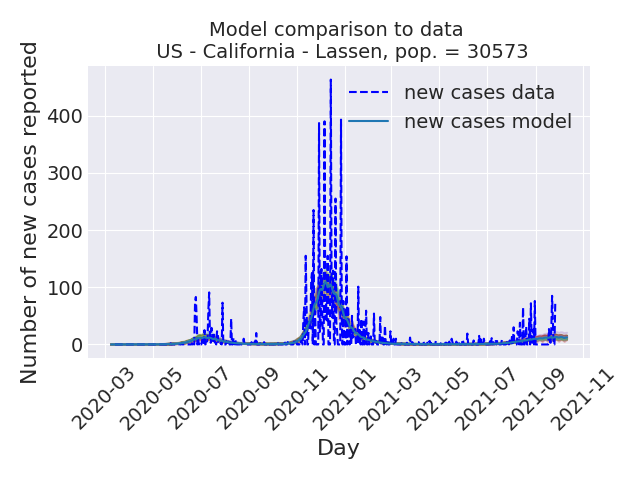 Model comparison to data
US - California - Lassen, pop. = 30573
Number of new cases reported
400
300
200
100
0
new cases data
new cases model
2020-03
2020-05
2020-07
2020-09
2020-11
2021-01
2021-03
2021-05
2021-07
2021-09
2021-11
Day